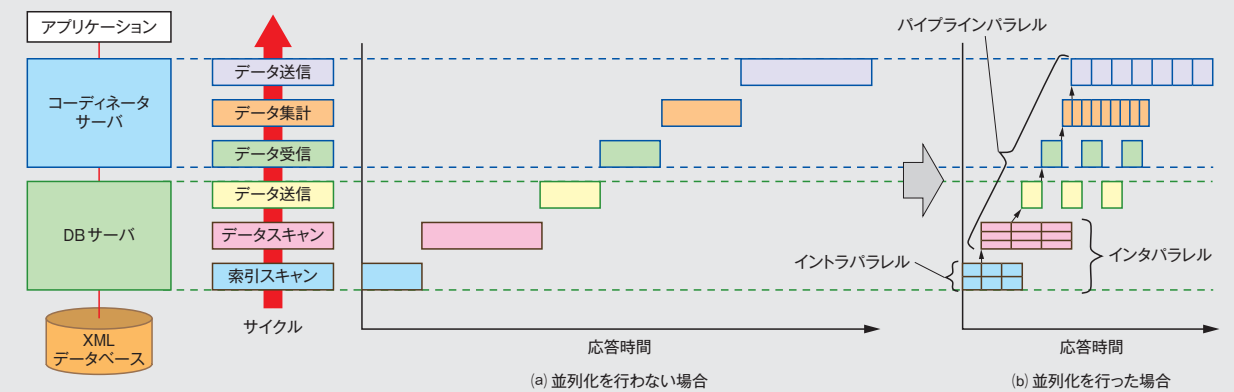 アプリケーション
コーディネータ
サーバ
DBサーバ
XML
データベース
データ送信
データ集計
データ受信
データ送信
データスキャン
索引スキャン
サイクル
応答時間
(a) 並列化を行わない場合
パイプラインパラレル
イントラパラレル
インタパラレル
応答時間
(b) 並列化を行った場合